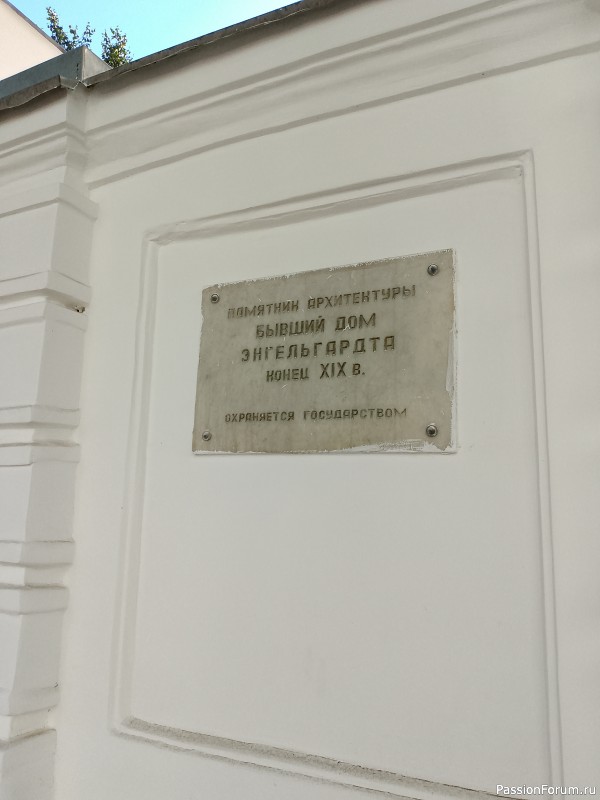 ПАМЯТНИК АРХИТЕКТУРЫ
БЫВШИЙ ДОМ
ЭНГЕЛЬГАРДТА
КОНЕЦ XIX В.
ОХРАНЯЕТСЯ ГОСУДАРСТВОМ
PassionForum.ru